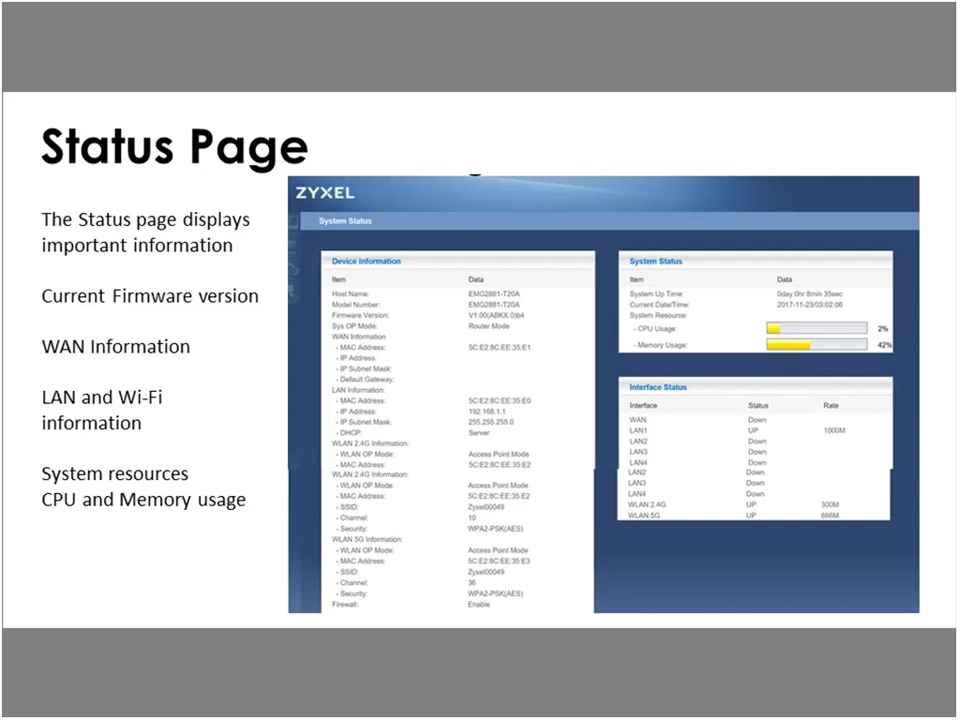 Status Page
The Status page displays
important information
Current Firmware version
WAN Information
LAN and Wi-Fi
information
System resources
CPU and Memory usage
ZYXEL
System Status
Device Information
Item Data
Host Name: EMG2881-T20A
Model Number: EMG2881-T20A
Firmware Version: V1.00(ABKX.0)b4
Sys OP Mode: Router Mode
WAN Information
- MAC Address: 5C:E2:8C:EE:35:E1
- IP Address:
- IP Subnet Mask:
- Default Gateway:
LAN Information:
- MAC Address: 5C:E2:8C:EE:35:E0
- IP Address: 192.168.1.1
- IP Subnet Mask: 255.255.255.0
- DHCP: Server
WLAN 2.4G Information:
- WLAN OP Mode: Access Point Mode
- MAC Address: 5C:E2:8C:EE:35:E2
WLAN 2.4G Information:
- WLAN OP Mode: Access Point Mode
- MAC Address: 5C:E2:8C:EE:35:E2
- SSID: Zyxel00049
- Channel: 10
- Security: WPA2-PSK(AES)
WLAN 5G Information:
- WLAN OP Mode: Access Point Mode
- MAC Address: 5C:E2:8C:EE:35:E3
- SSID: Zyxel00049
- Channel: 36
- Security: WPA2-PSK(AES)
Firewall: Enable
System Status
Item Data
System Up Time: 0day 0hr 8min 35sec
Current Date/Time: 2017-11-23/03:02:06
System Resource:
- CPU Usage: 2%
- Memory Usage: 42%
Interface Status
Interface Status Rate
WAN Down
LAN1 UP 1000M
LAN2 Down
LAN3 Down
LAN4 Down
LAN2 Down
LAN3 Down
LAN4 Down
WLAN 2.4G UP 300M
WLAN 5G UP 866M